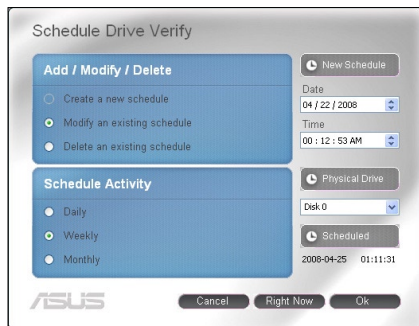 Schedule Drive Verify
Add / Modify / Delete
Create a new schedule
Modify an existing schedule
Delete an existing schedule
New Schedule
Date
04 / 22 / 2008
Time
00 : 12 : 53 AM
Schedule Activity
Daily
Weekly
Monthly
Physical Drive
Disk 0
Scheduled
2008-04-25 01:11:31
ASUS
Cancel
Right Now
Ok